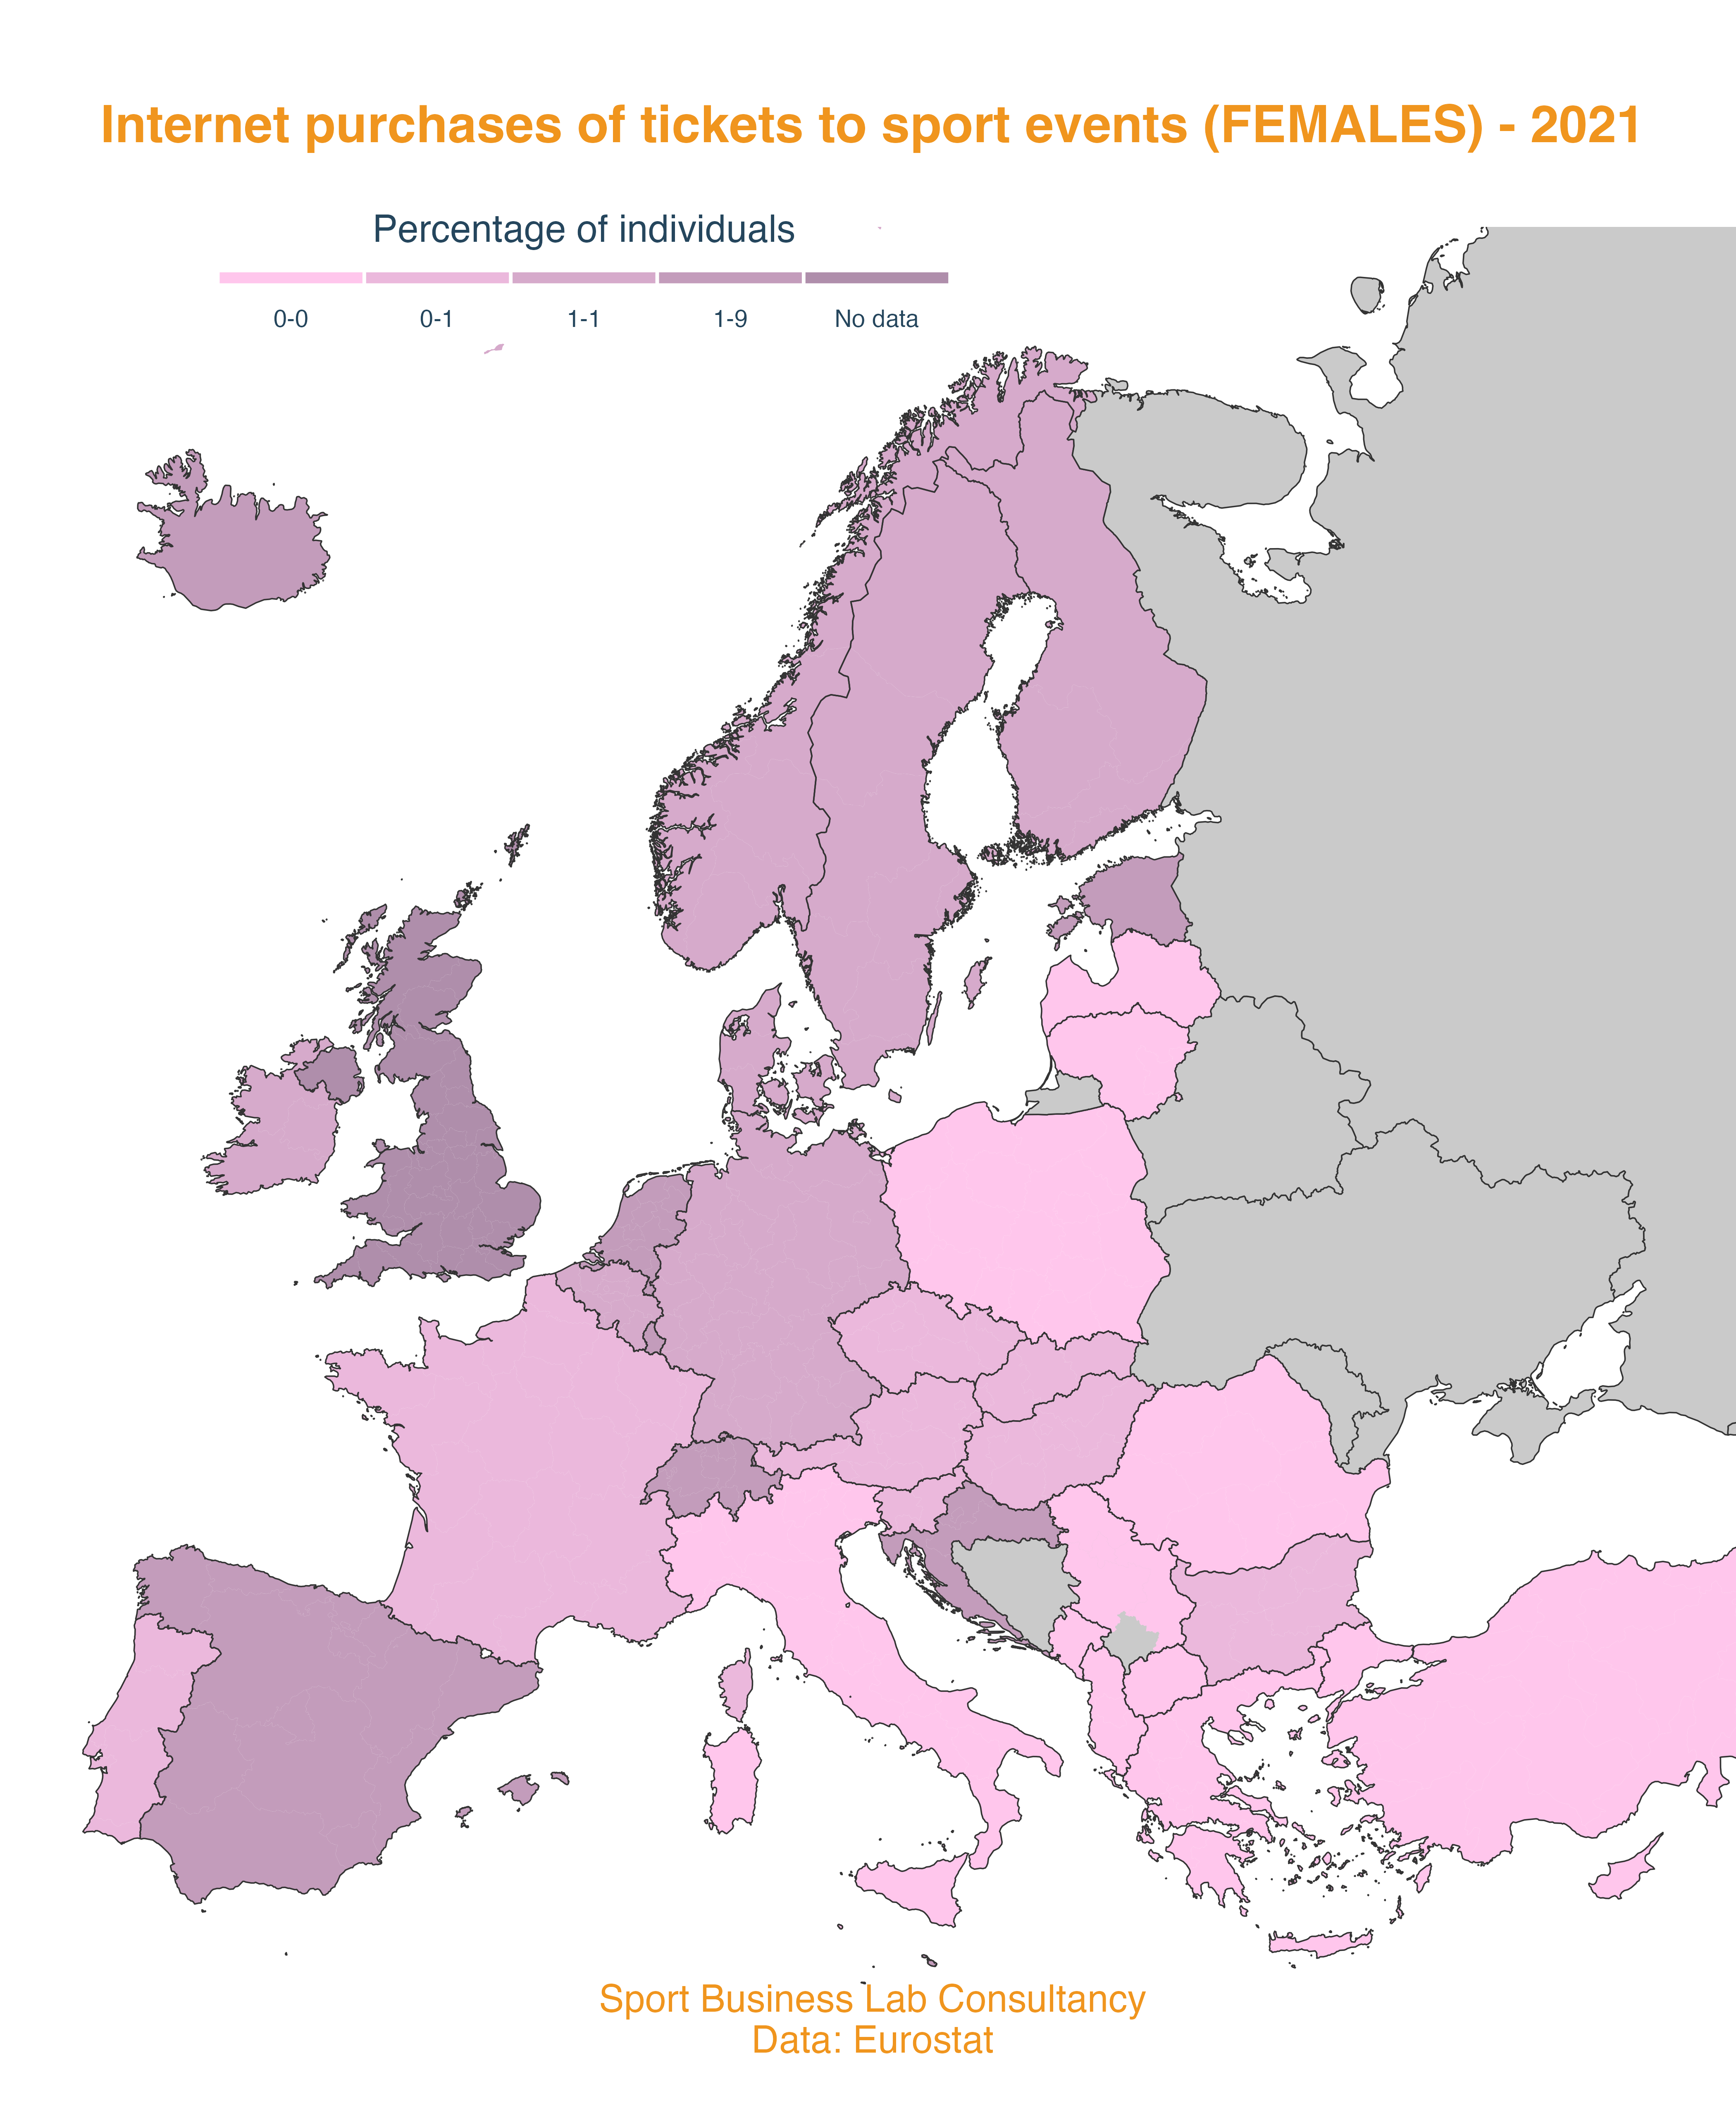 Internet purchases of tickets to sport events (FEMALES) - 2021
Percentage of individuals
0-0 0-1 1-1 1-9 No data
Sport Business Lab Consultancy
Data: Eurostat